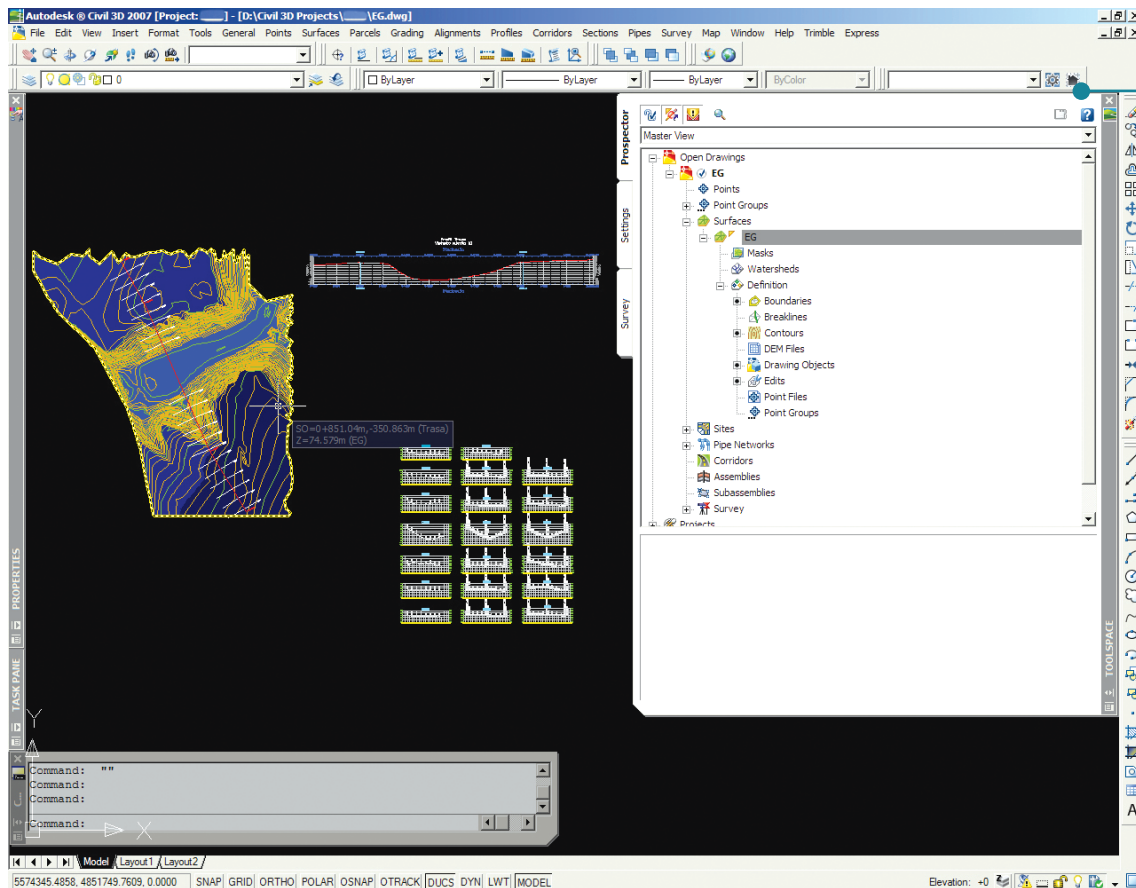 Autodesk ® Civil 3D 2007 [Project: ____ ] - [D:\Civil 3D Projects\____\EG.dwg]
File Edit View Insert Format Tools General Points Surfaces Parcels Grading Alignments Profiles Corridors Sections Pipes Survey Map Window Help Trimble Express
0 ByLayer ByLayer ByLayer ByColor
Prospector
Settings
Survey
Master View
Open Drawings
EG
Points
Point Groups
Surfaces
EG
Masks
Watersheds
Definition
Boundaries
Breaklines
Contours
DEM Files
Drawing Objects
Edits
Point Files
Point Groups
Sites
Pipe Networks
Corridors
Assemblies
Subassemblies
Survey
Projects
TOOLSPACE
SO=0+851.04m,-350.863m (Trasa)
Z=74.579m (EG)
PROPERTIES
TASK PANE
Y
X
Command: ""
Command:
Command:
Command:
Model Layout1 Layout2
5574345.4858, 4851749.7609, 0.0000 SNAP GRID ORTHO POLAR OSNAP OTRACK DUCS DYN LWT MODEL Elevation: +0
A